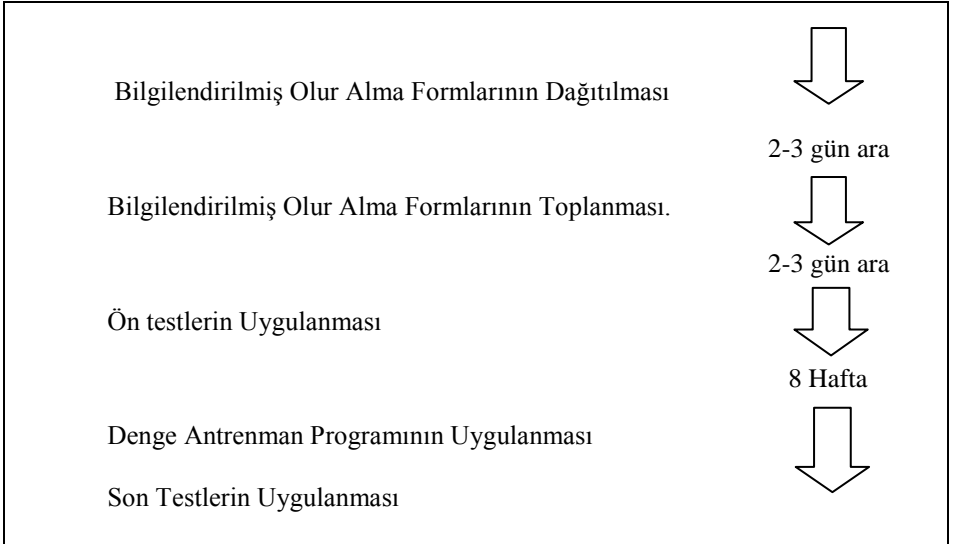 Bilgilendirilmiş Olur Alma Formlarının Dağıtılması
2-3 gün ara
Bilgilendirilmiş Olur Alma Formlarının Toplanması.
2-3 gün ara
Ön testlerin Uygulanması
8 Hafta
Denge Antrenman Programının Uygulanması
Son Testlerin Uygulanması